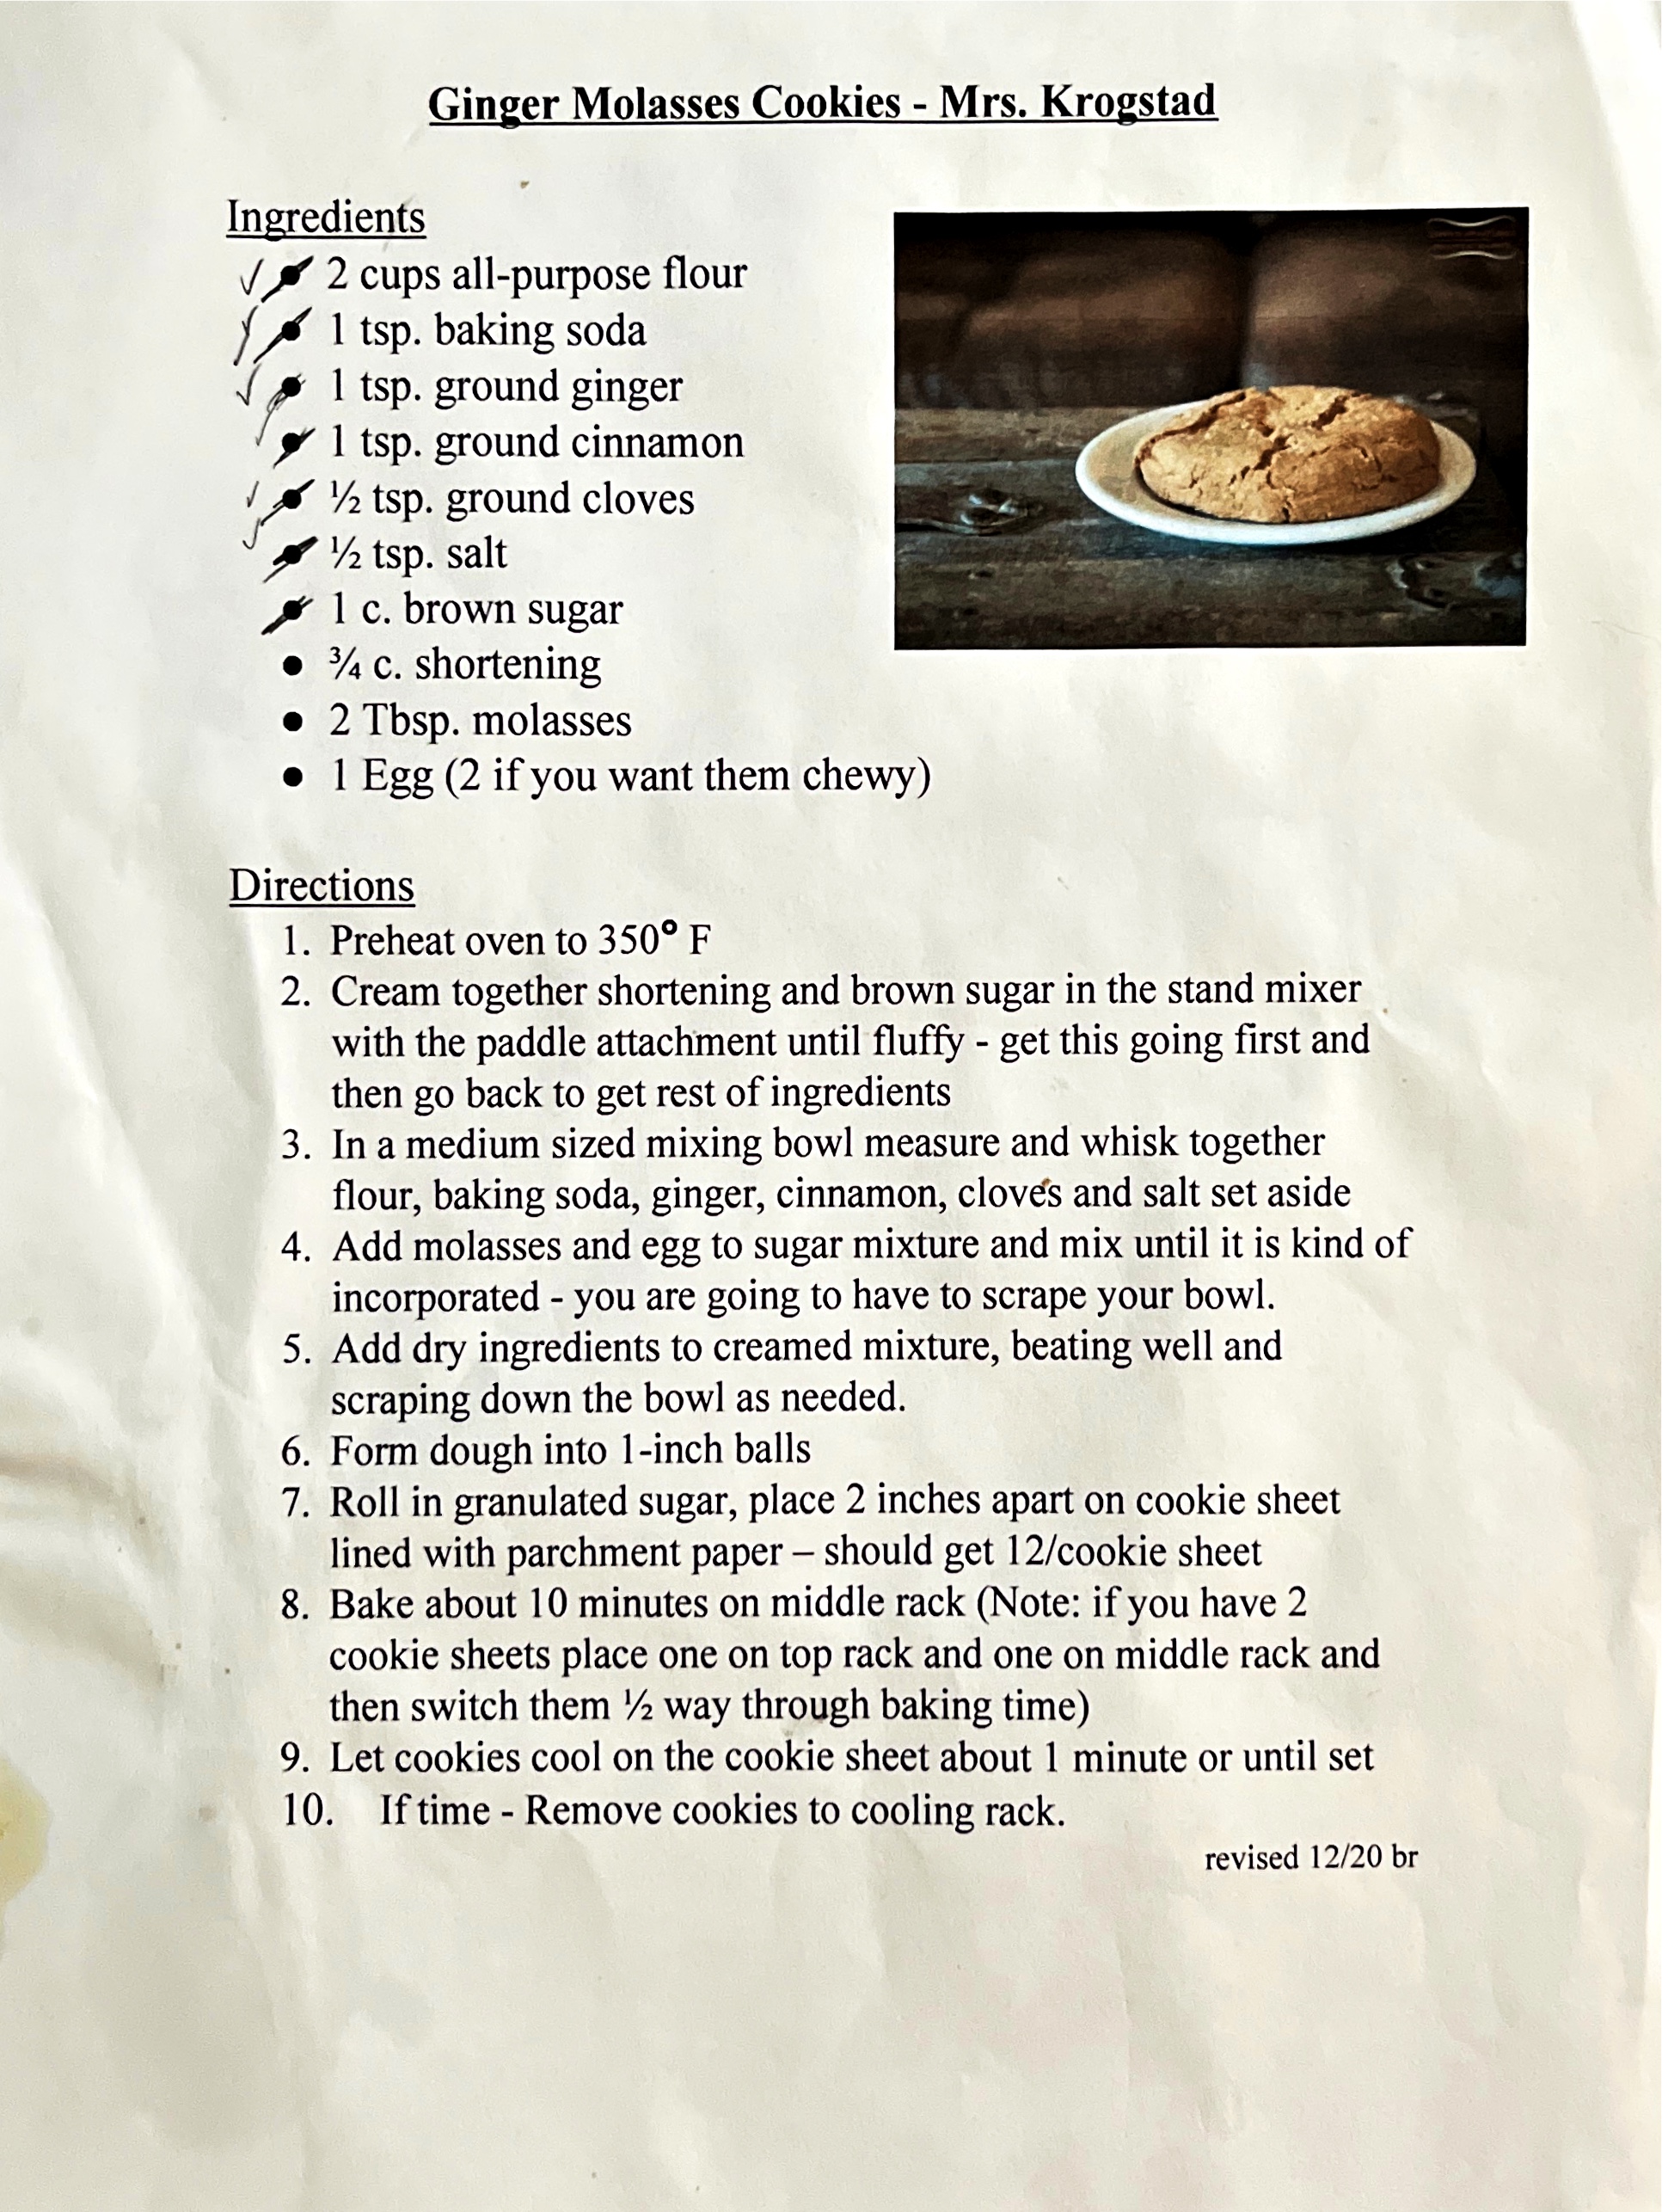 Ginger Molasses Cookies - Mrs. Krogstad
Ingredients
● 2 cups all-purpose flour
● 1 tsp. baking soda
● 1 tsp. ground ginger
● 1 tsp. ground cinnamon
● ½ tsp. ground cloves
● ½ tsp. salt
● 1 c. brown sugar
● ¾ c. shortening
● 2 Tbsp. molasses
● 1 Egg (2 if you want them chewy)
Directions
1. Preheat oven to 350° F
2. Cream together shortening and brown sugar in the stand mixer
with the paddle attachment until fluffy - get this going first and
then go back to get rest of ingredients
3. In a medium sized mixing bowl measure and whisk together
flour, baking soda, ginger, cinnamon, cloves and salt set aside
4. Add molasses and egg to sugar mixture and mix until it is kind of
incorporated - you are going to have to scrape your bowl.
5. Add dry ingredients to creamed mixture, beating well and
scraping down the bowl as needed.
6. Form dough into 1-inch balls
7. Roll in granulated sugar, place 2 inches apart on cookie sheet
lined with parchment paper – should get 12/cookie sheet
8. Bake about 10 minutes on middle rack (Note: if you have 2
cookie sheets place one on top rack and one on middle rack and
then switch them ½ way through baking time)
9. Let cookies cool on the cookie sheet about 1 minute or until set
10. If time - Remove cookies to cooling rack.
revised 12/20 br